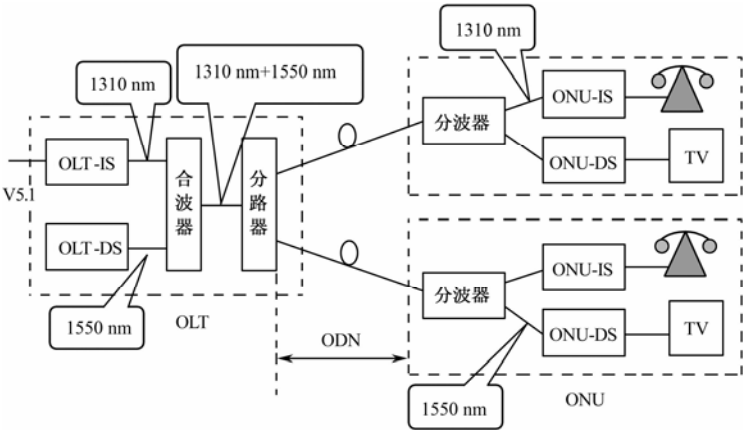 1310 nm
1310 nm
1310 nm+1550 nm
ONU-IS
分波器
OLT-IS
合波器
分路器
ONU-DS
TV
V5.1
OLT-DS
ONU-IS
分波器
1550 nm
OLT
ONU-DS
TV
ODN
1550 nm
ONU